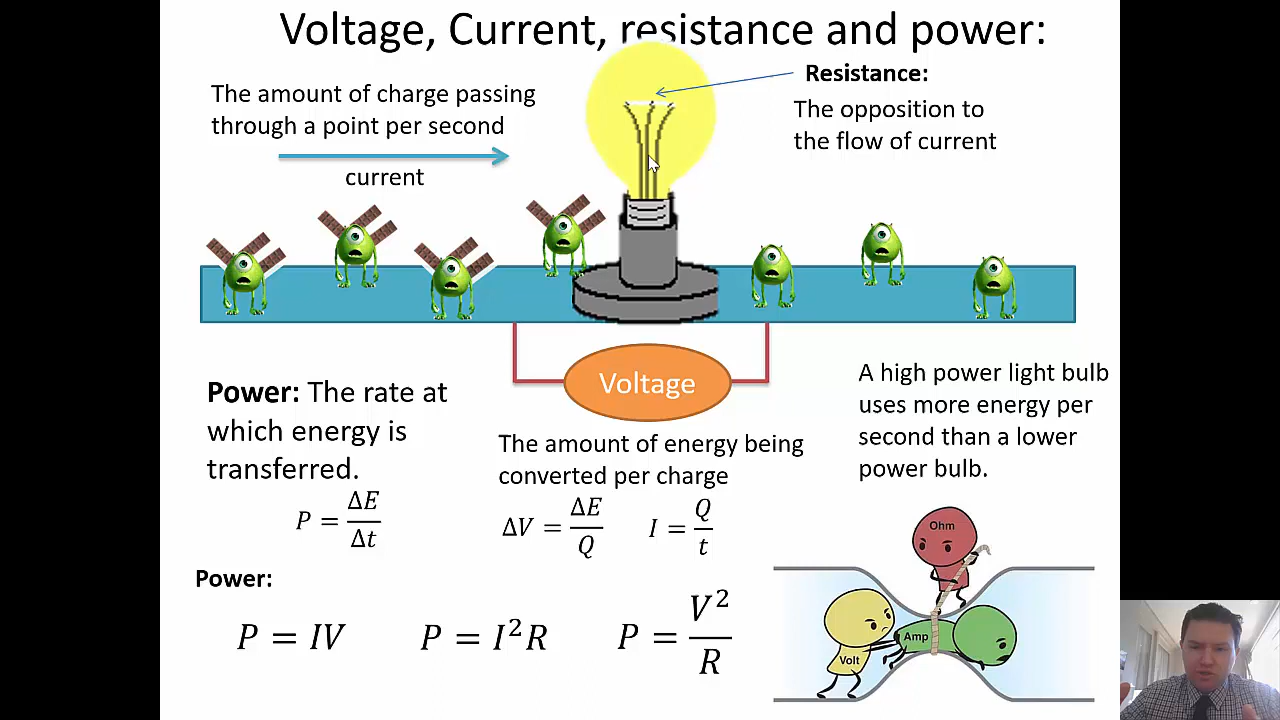 Voltage, Current, resistance and power:
The amount of charge passing
through a point per second
current
Resistance:
The opposition to
the flow of current
Voltage
Power: The rate at
which energy is
transferred.
P = ΔE/Δt
The amount of energy being
converted per charge
ΔV = ΔE/Q
I = Q/t
A high power light bulb
uses more energy per
second than a lower
power bulb.
Power:
P = IV
P = I²R
P = V²/R
Ohm
Amp
Volt